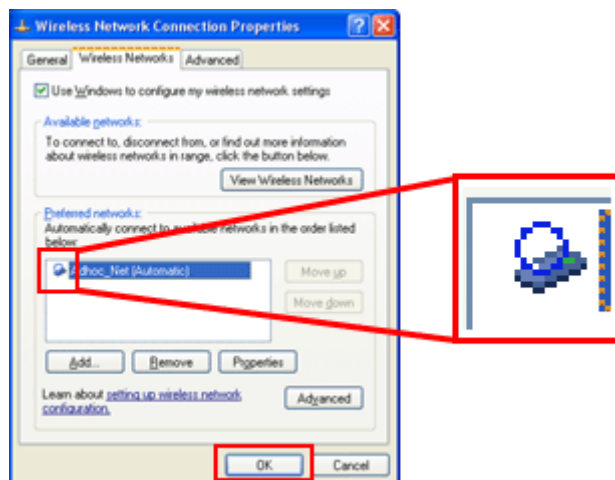 Wireless Network Connection Properties
General Wireless Networks Advanced
Use Windows to configure my wireless network settings
Available networks:
To connect to, disconnect from, or find out more information
about wireless networks in range, click the button below.
View Wireless Networks
Preferred networks:
Automatically connect to available networks in the order listed
below:
Adhoc_Net (Automatic)
Move up
Move down
Add... Remove Properties
Learn about setting up wireless network
configuration.
Advanced
OK Cancel